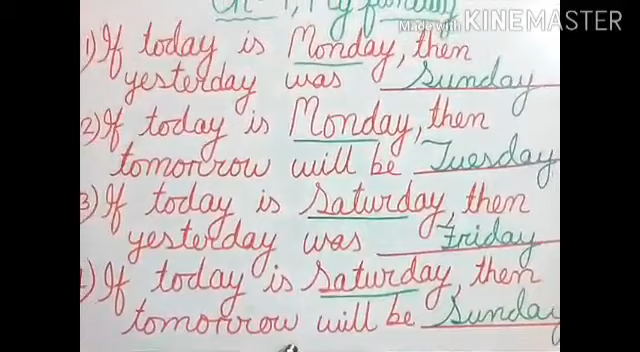 Made with KINEMASTER
1) If today is Monday, then
yesterday was Sunday
2) If today is Monday, then
tomorrow will be Tuesday
3) If today is Saturday, then
yesterday was Friday
If today is Saturday, then
tomorrow will be Sunday